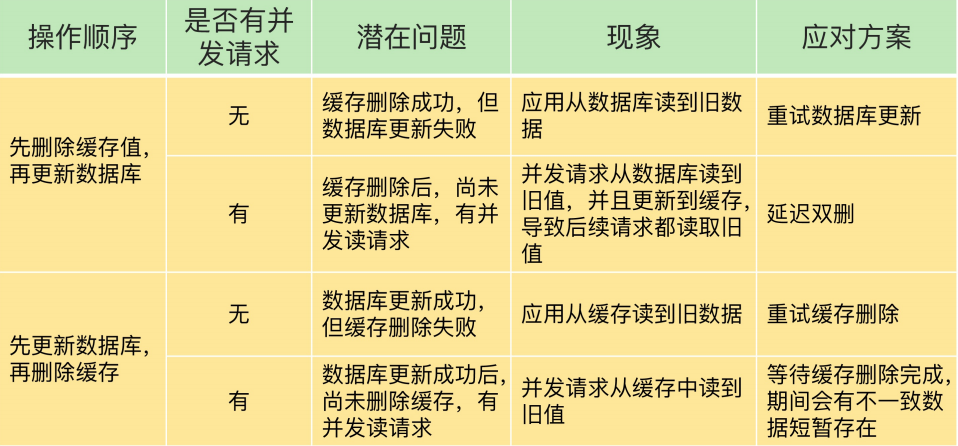 操作顺序
是否有并
发请求
潜在问题
现象
应对方案
先删除缓存值，
再更新数据库
无
缓存删除成功，但
数据库更新失败
应用从数据库读到旧数
据
重试数据库更新
有
缓存删除后，尚未
更新数据库，有并
发读请求
并发请求从数据库读到
旧值，并且更新到缓存，
导致后续请求都读取旧
值
延迟双删
先更新数据库，
再删除缓存
无
数据库更新成功，
但缓存删除失败
应用从缓存读到旧数据
重试缓存删除
有
数据库更新成功后，
尚未删除缓存，有
并发读请求
并发请求从缓存中读到
旧值
等待缓存删除完成，
期间会有不一致数
据短暂存在